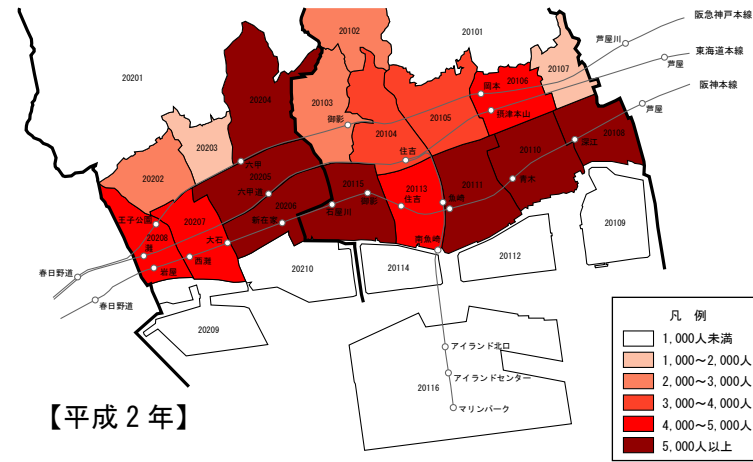 阪急神戸本線
芦屋川
20102
20101
東海道本線
芦屋
20201
20107
岡本
20106
阪神本線
20204
20103
摂津本山
芦屋
御影
20105
20104
20203
20108
深江
住吉
20110
六甲
20202
20205
青木
六甲道
20115
20113
20111
御影
魚崎
王子公園
20207
20206
石屋川
住吉
新在家
20109
20208
灘
大石
南魚崎
西灘
岩屋
20112
春日野道
20210
20114
春日野道
20209
アイランド北口
アイランドセンター
20116
マリンパーク
【平成２年】
凡 例
1,000人未満
1,000～2,000人
2,000～3,000人
3,000～4,000人
4,000～5,000人
5,000人以上